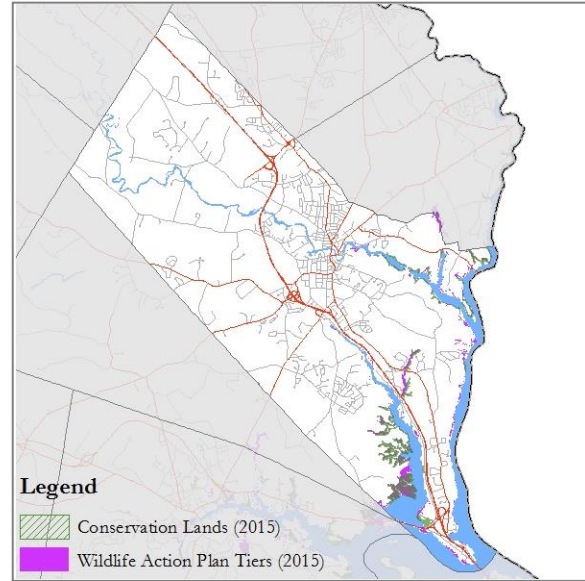 Legend
Conservation Lands (2015)
Wildlife Action Plan Tiers (2015)